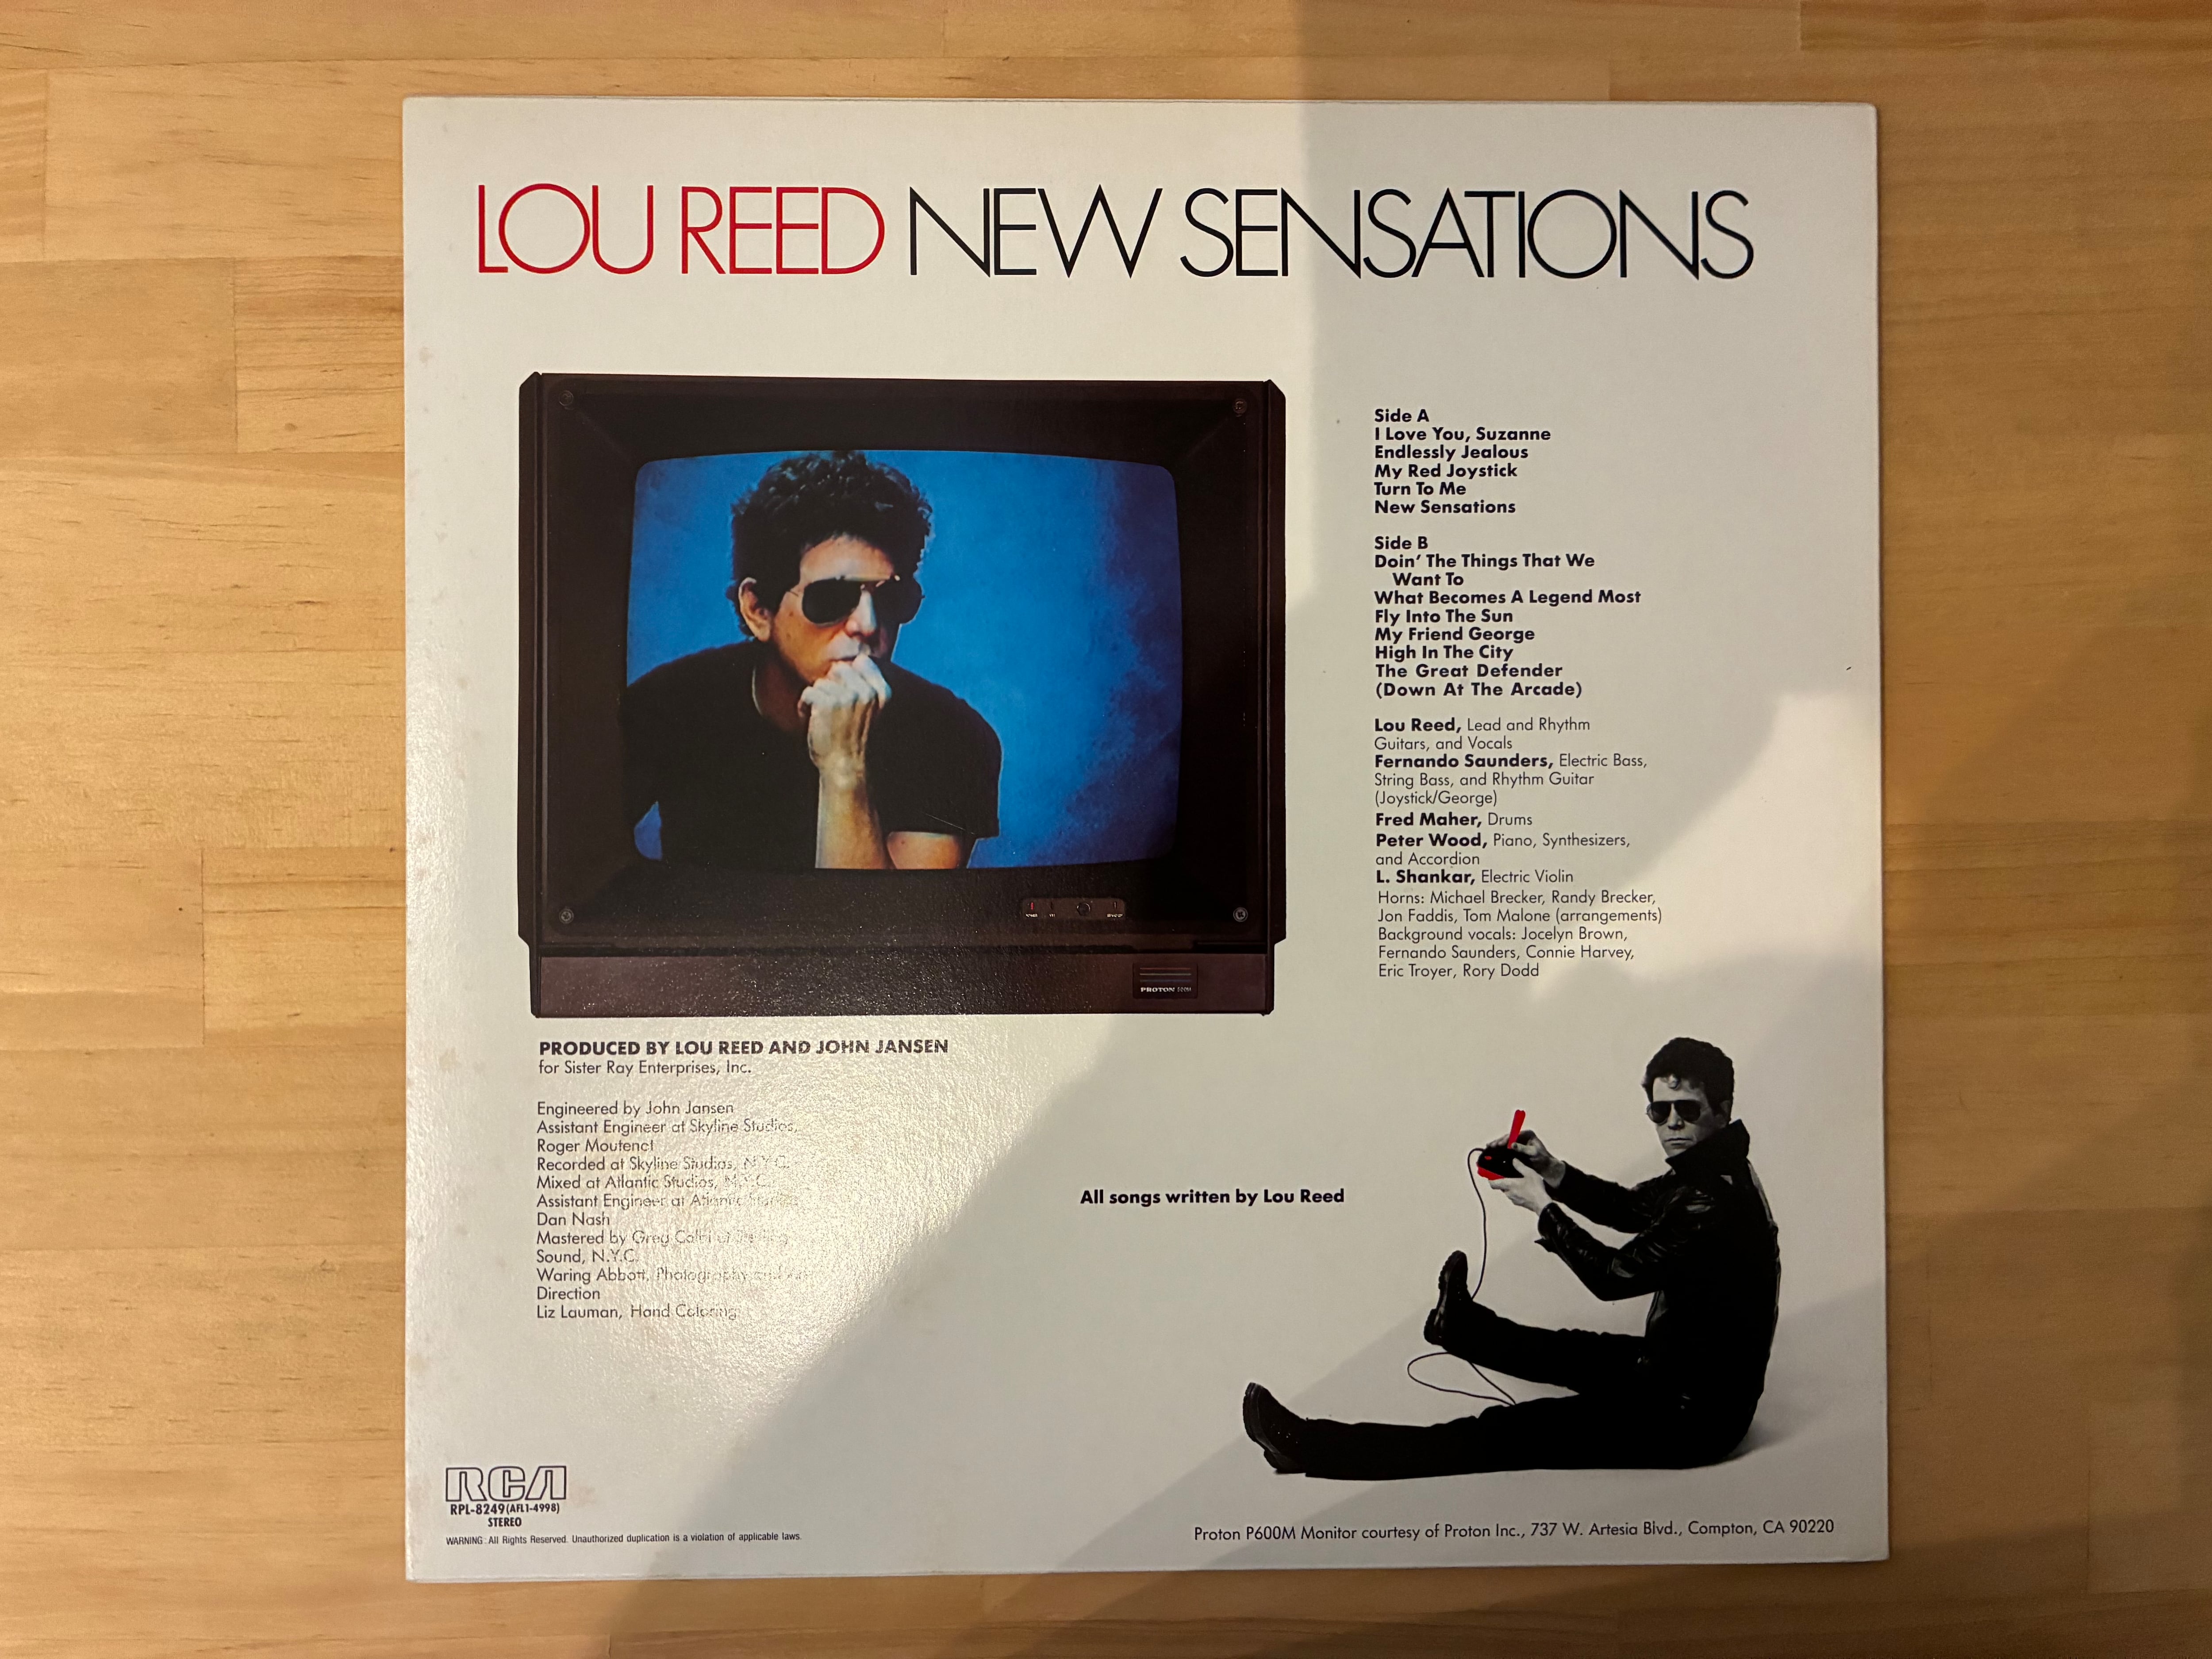 LOU REED NEW SENSATIONS
Side A
I Love You, Suzanne
Endlessly Jealous
My Red Joystick
Turn To Me
New Sensations
Side B
Doin' The Things That We
Want To
What Becomes A Legend Most
Fly Into The Sun
My Friend George
High In The City
The Great Defender
(Down At The Arcade)
Lou Reed, Lead and Rhythm
Guitars, and Vocals
Fernando Saunders, Electric Bass,
String Bass, and Rhythm Guitar
(Joystick/George)
Fred Maher, Drums
Peter Wood, Piano, Synthesizers,
and Accordion
L. Shankar, Electric Violin
Horns: Michael Brecker, Randy Brecker,
Jon Faddis, Tom Malone (arrangements)
Background vocals: Jocelyn Brown,
Fernando Saunders, Connie Harvey,
Eric Troyer, Rory Dodd
PROTON
PRODUCED BY LOU REED AND JOHN JANSEN
for Sister Ray Enterprises, Inc.
Engineered by John Jansen
Assistant Engineer at Skyline Studios,
Roger Moutenot
Recorded at Skyline Studios, N.Y.C.
Mixed at Atlantic Studios, N.Y.C.
Assistant Engineer at Atlantic
Dan Nash
Mastered by Greg Calbi
Sound, N.Y.C.
Waring Abbott, Photography
Direction
Liz Lauman, Hand Coloring
All songs written by Lou Reed
RCA
RPL-8249(AFL1-4998)
STEREO
WARNING: All Rights Reserved. Unauthorized duplication is a violation of applicable laws.
Proton P600M Monitor courtesy of Proton Inc., 737 W. Artesia Blvd., Compton, CA 90220